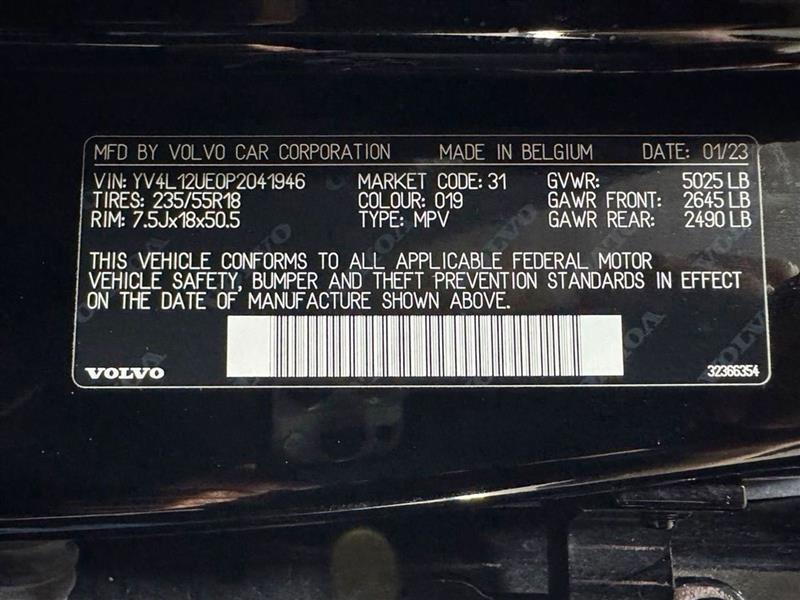 MFD BY VOLVO CAR CORPORATION MADE IN BELGIUM DATE: 01/23
VIN: YV4L12UE0P2041946 MARKET CODE: 31 GVWR: 5025 LB
TIRES: 235/55R18 COLOUR: 019 GAWR FRONT: 2645 LB
RIM: 7.5Jx18x50.5 TYPE: MPV GAWR REAR: 2490 LB
THIS VEHICLE CONFORMS TO ALL APPLICABLE FEDERAL MOTOR
VEHICLE SAFETY, BUMPER AND THEFT PREVENTION STANDARDS IN EFFECT
ON THE DATE OF MANUFACTURE SHOWN ABOVE.
VOLVO 32366354